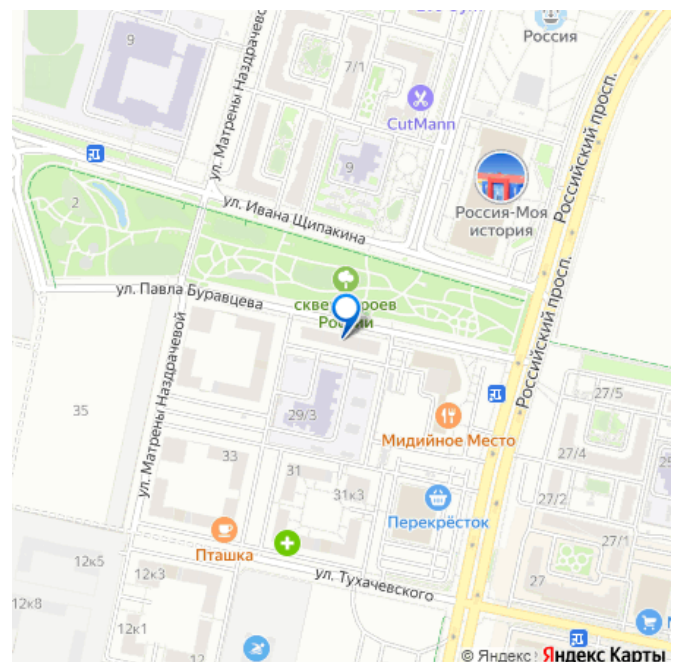 Россия
9
7/1
CutMann
ул. Матрены Наздрачевой
Российский просп.
9
2
ул. Ивана Щипакина
Россия-Моя
история
ул. Павла Буравцева
Российский просп.
35
ул. Матрены Наздрачевой
29/3
Мидийное Место
27/5
27/4
33
31
31к3
Перекрёсток
27/2
27/1
Пташка
12к5
12к3
ул. Тухачевского
27
12к8
12к1
© Яндекс
Яндекс Карты